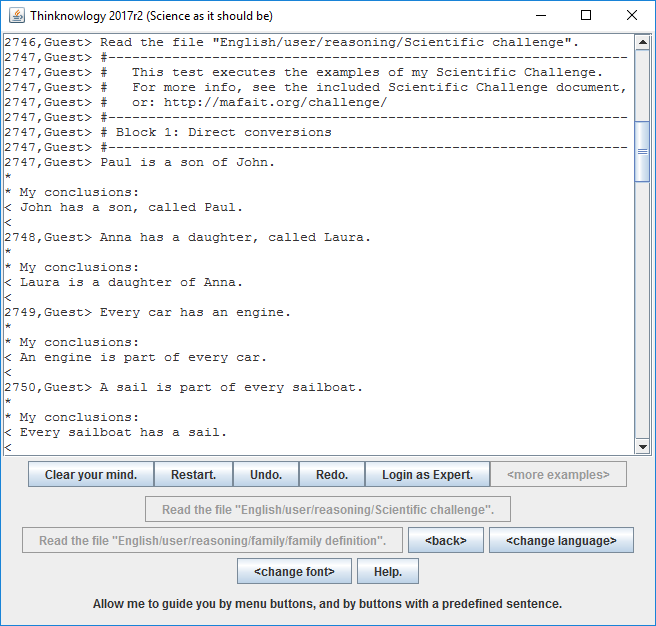 Thinknowlogy 2017r2 (Science as it should be)
2746,Guest> Read the file "English/user/reasoning/Scientific challenge".
2747,Guest> #----------------------------------------------------------------
2747,Guest> #   This test executes the examples of my Scientific Challenge.
2747,Guest> #   For more info, see the included Scientific Challenge document,
2747,Guest> #   or: http://mafait.org/challenge/
2747,Guest> #----------------------------------------------------------------
2747,Guest> # Block 1: Direct conversions
2747,Guest> #----------------------------------------------------------------
2747,Guest> Paul is a son of John.
*
* My conclusions:
< John has a son, called Paul.
<
2748,Guest> Anna has a daughter, called Laura.
*
* My conclusions:
< Laura is a daughter of Anna.
<
2749,Guest> Every car has an engine.
*
* My conclusions:
< An engine is part of every car.
<
2750,Guest> A sail is part of every sailboat.
*
* My conclusions:
< Every sailboat has a sail.
<
Clear your mind. Restart. Undo. Redo. Login as Expert. <more examples>
Read the file "English/user/reasoning/Scientific challenge".
Read the file "English/user/reasoning/family/family definition". <back> <change language>
<change font> Help.
Allow me to guide you by menu buttons, and by buttons with a predefined sentence.